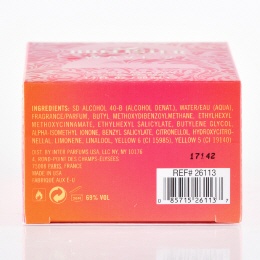 INGREDIENTS: SD ALCOHOL 40-B (ALCOHOL DENAT.), WATER/EAU (AQUA),
FRAGRANCE/PARFUM, BUTYL METHOXYDIBENZOYLMETHANE, ETHYLHEXYL
METHOXYCINNAMATE, ETHYLHEXYL SALICYLATE, BUTYLENE GLYCOL,
ALPHA-ISOMETHYL IONONE, BENZYL SALICYLATE, CITRONELLOL, HYDROXYCITRO-
NELLAL, LIMONENE, LINALOOL, YELLOW 6 (CI 15985), YELLOW 5 (CI 19140)
17142
DIST. BY INTER PARFUMS USA, LLC NY, NY 10176
4, ROND-POINT DES CHAMPS-ELYSEES
75008 PARIS, FRANCE
MADE IN USA
FABRIQUE AUX É-U
69% VOL
REF# 26113
0 85715 26113 7